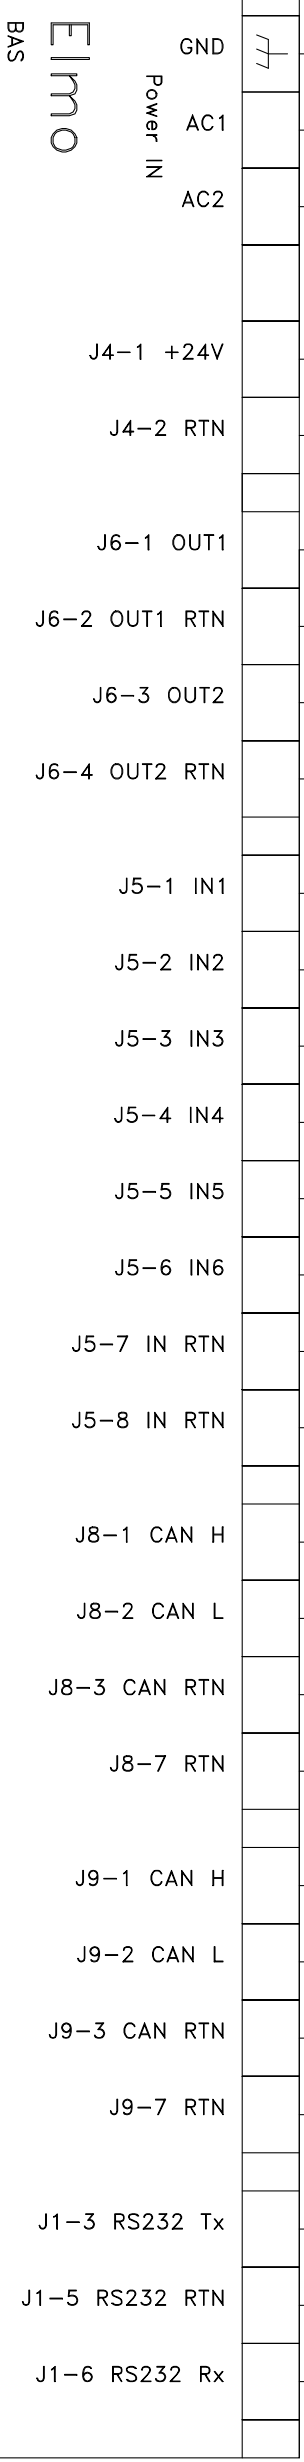 Elmo
BAS
Power IN
GND
AC1
AC2
J4-1 +24V
J4-2 RTN
J6-1 OUT1
J6-2 OUT1 RTN
J6-3 OUT2
J6-4 OUT2 RTN
J5-1 IN1
J5-2 IN2
J5-3 IN3
J5-4 IN4
J5-5 IN5
J5-6 IN6
J5-7 IN RTN
J5-8 IN RTN
J8-1 CAN H
J8-2 CAN L
J8-3 CAN RTN
J8-7 RTN
J9-1 CAN H
J9-2 CAN L
J9-3 CAN RTN
J9-7 RTN
J1-3 RS232 Tx
J1-5 RS232 RTN
J1-6 RS232 Rx